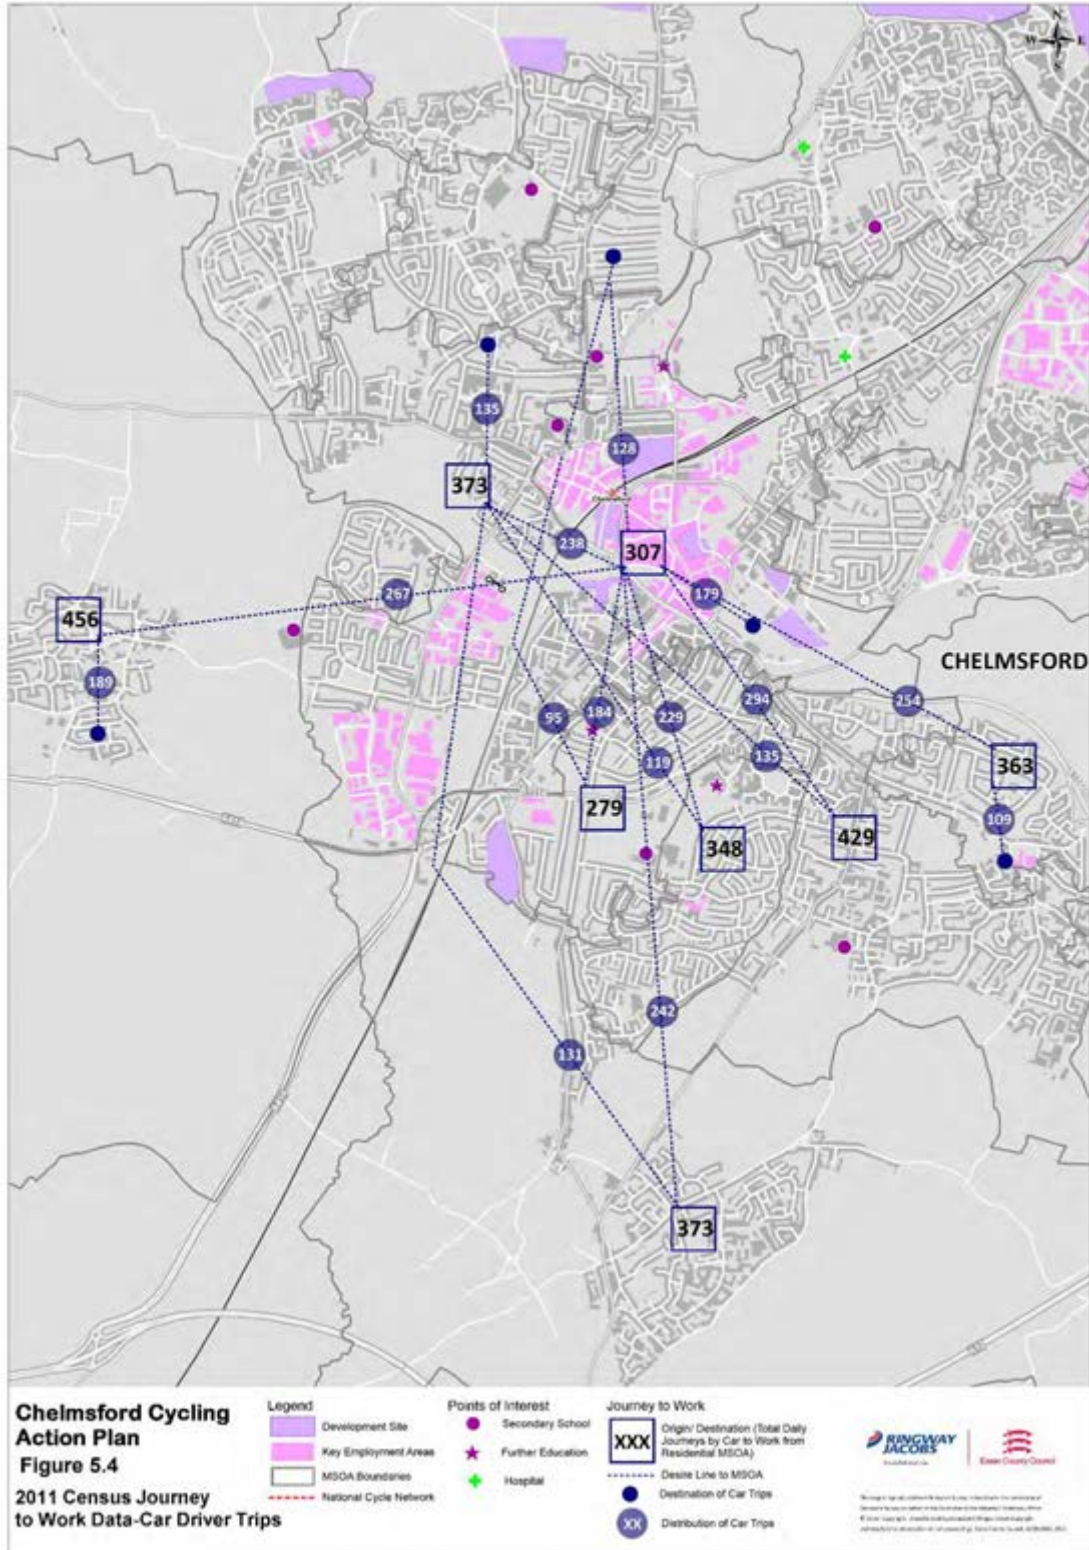 N
W E
S
135
128
373
238
307
267
179
456
CHELMSFORD
189
294
254
95
184
229
135
119
363
279
109
348
429
242
131
373
Chelmsford Cycling
Action Plan
Figure 5.4
2011 Census Journey
to Work Data-Car Driver Trips
Legend
Development Site
Key Employment Areas
MSOA Boundaries
National Cycle Network
Points of Interest
Secondary School
Further Education
Hospital
Journey to Work
XXX
Origin/ Destination (Total Daily
Journeys by Car to Work from
Residential MSOA)
Desire Line to MSOA
Destination of Car Trips
XX
Distribution of Car Trips
RINGWAY
JACOBS
Essex County Council